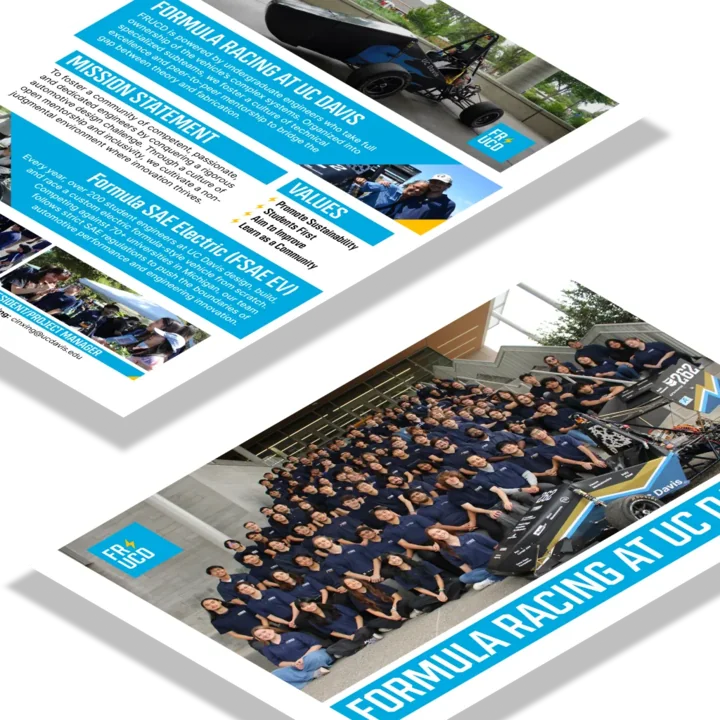 FORMULA RACING AT UC DAVIS
FRUCD is powered by undergraduate engineers who take full
ownership of the vehicle's complex systems. Organized into
specialized subteams, we foster a culture of technical
excellence and peer-to-peer mentorship to bridge the
gap between theory and fabrication.
FR
UCD
MISSION STATEMENT
To foster a community of competent, passionate,
and dedicated engineers by conquering a rigorous
automotive design challenge. Through a culture of
open mentorship and inclusivity, we cultivate a non-
judgmental environment where innovation thrives.
VALUES
Promote Sustainability
Students First
Aim to Improve
Learn as a Community
Formula SAE Electric (FSAE EV)
Every year, over 200 student engineers at UC Davis design, build,
and race a custom electric formula-style vehicle from scratch.
Competing against 70+ universities in Michigan, our team
follows strict SAE regulations to push the boundaries of
automotive performance and engineering innovation.
SIDENT/PROJECT MANAGER
ng: cinxing@ucdavis.edu
262
Davis
FR
UCD
FORMULA RACING AT UC D